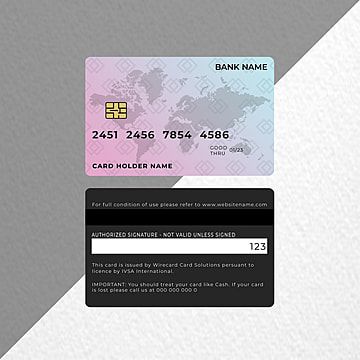 BANK NAME
2451 2456 7854 4586
GOOD
THRU 05/23
CARD HOLDER NAME
For full condition of use please refer to www.websitename.com
AUTHORIZED SIGNATURE - NOT VALID UNLESS SIGNED
123
This card is issued by Wirecard Card Solutions persuant to
licence by IVSA International.
IMPORTANT: You should treat your card like Cash. If your card
is lost please call us at 000 000 000 0